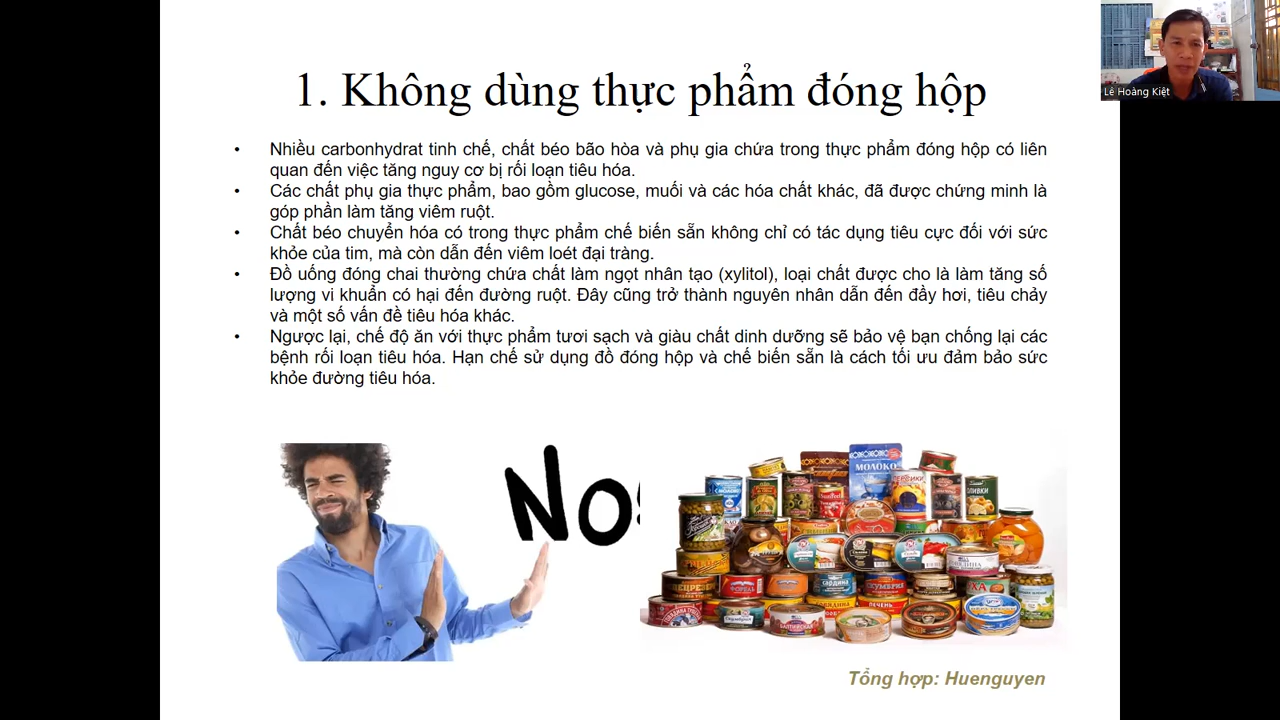 Lê Hoàng Kiệt
1. Không dùng thực phẩm đóng hộp
• Nhiều carbonhydrat tinh chế, chất béo bão hòa và phụ gia chứa trong thực phẩm đóng hộp có liên
quan đến việc tăng nguy cơ bị rối loạn tiêu hóa.
• Các chất phụ gia thực phẩm, bao gồm glucose, muối và các hóa chất khác, đã được chứng minh là
góp phần làm tăng viêm ruột.
• Chất béo chuyển hóa có trong thực phẩm chế biến sẵn không chỉ có tác dụng tiêu cực đối với sức
khỏe của tim, mà còn dẫn đến viêm loét đại tràng.
• Đồ uống đóng chai thường chứa chất làm ngọt nhân tạo (xylitol), loại chất được cho là làm tăng số
lượng vi khuẩn có hại đến đường ruột. Đây cũng trở thành nguyên nhân dẫn đến đầy hơi, tiêu chảy
và một số vấn đề tiêu hóa khác.
• Ngược lại, chế độ ăn với thực phẩm tươi sạch và giàu chất dinh dưỡng sẽ bảo vệ bạn chống lại các
bệnh rối loạn tiêu hóa. Hạn chế sử dụng đồ đóng hộp và chế biến sẵn là cách tối ưu đảm bảo sức
khỏe đường tiêu hóa.
No
МОЛОКО
ПЕЧЕНЬ
Tổng hợp: Huenguyen